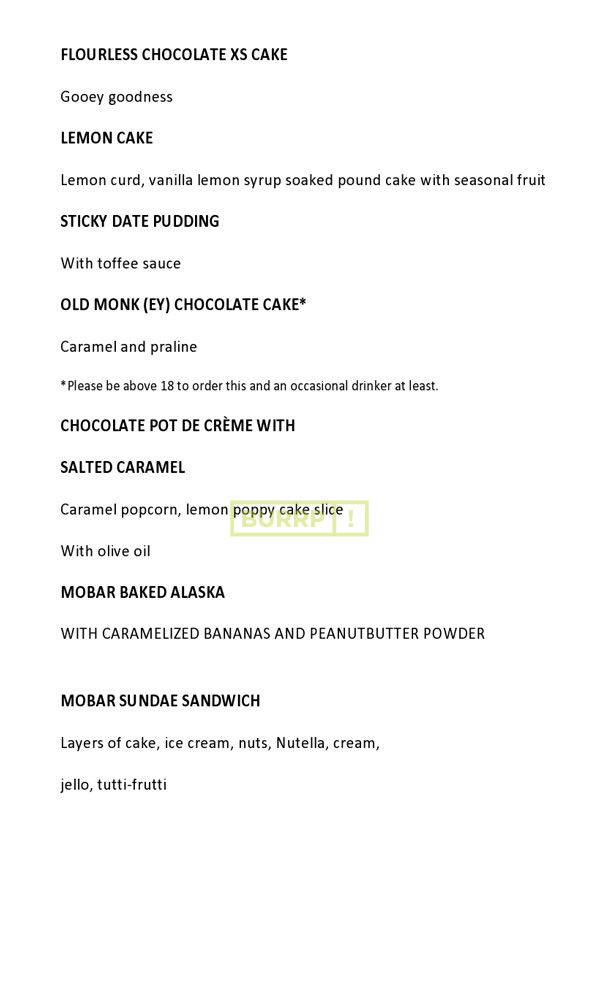 FLOURLESS CHOCOLATE XS CAKE
Gooey goodness
LEMON CAKE
Lemon curd, vanilla lemon syrup soaked pound cake with seasonal fruit
STICKY DATE PUDDING
With toffee sauce
OLD MONK (EY) CHOCOLATE CAKE*
Caramel and praline
*Please be above 18 to order this and an occasional drinker at least.
CHOCOLATE POT DE CRÈME WITH
SALTED CARAMEL
Caramel popcorn, lemon poppy cake slice
BURRP!
With olive oil
MOBAR BAKED ALASKA
WITH CARAMELIZED BANANAS AND PEANUTBUTTER POWDER
MOBAR SUNDAE SANDWICH
Layers of cake, ice cream, nuts, Nutella, cream,
jello, tutti-frutti